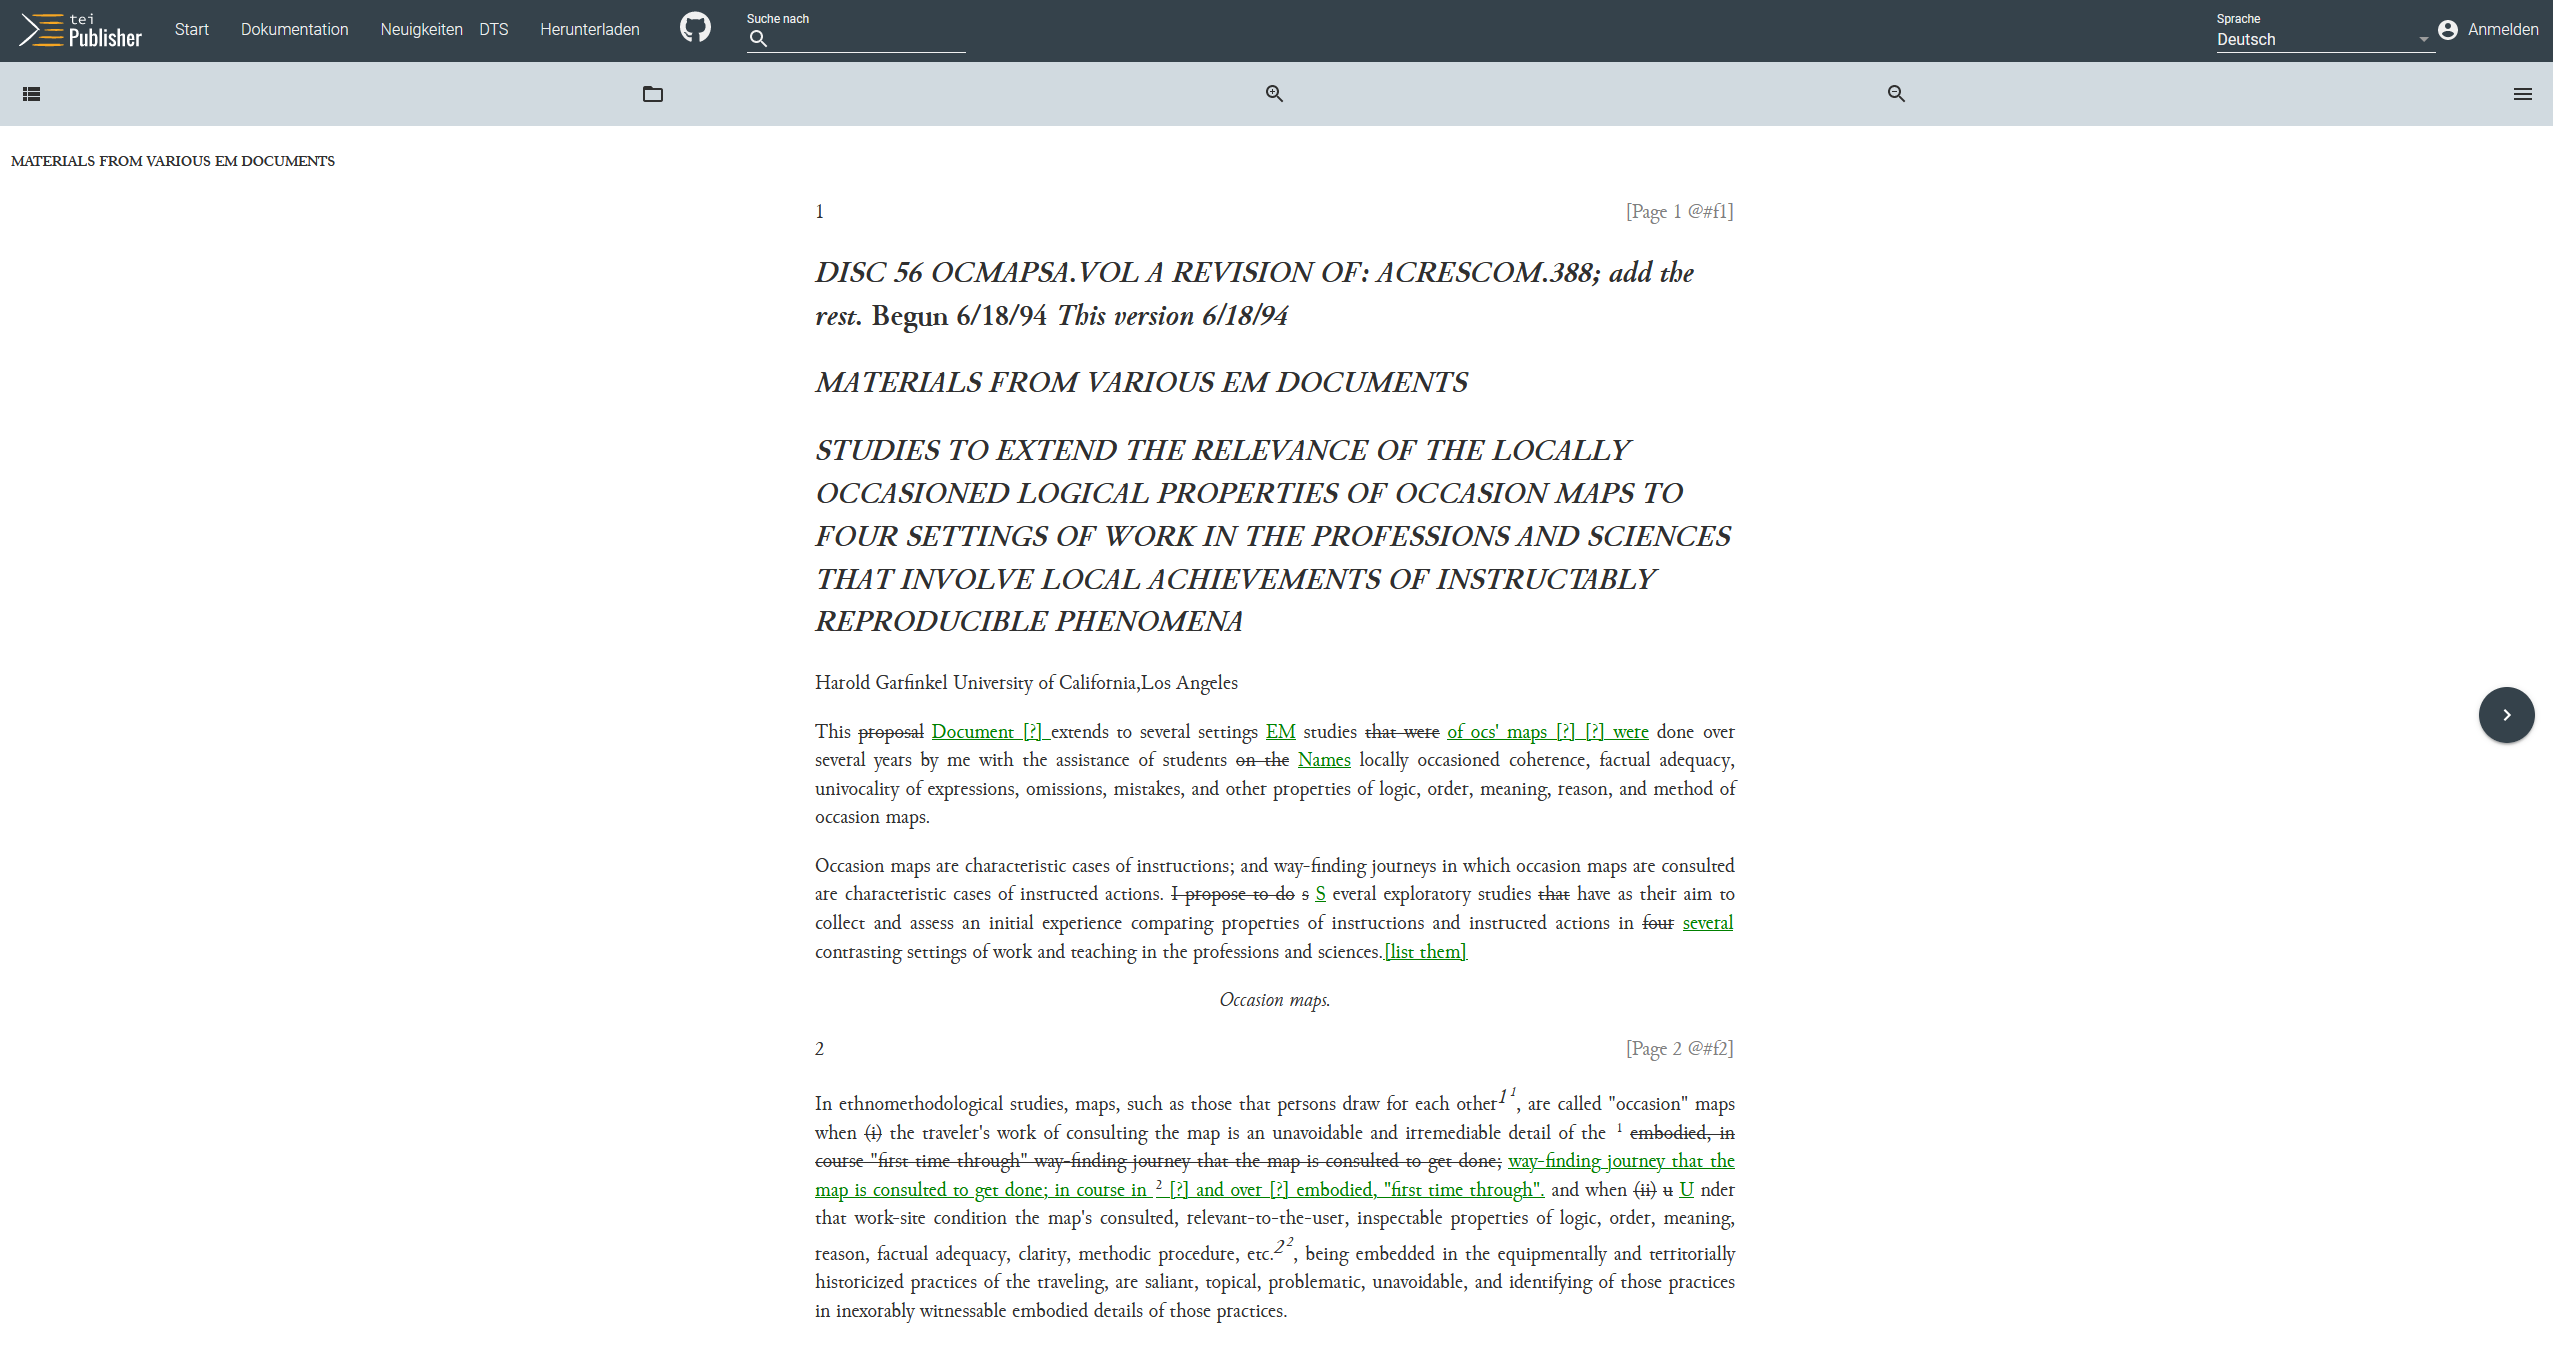 tei Publisher Start Dokumentation Neuigkeiten DTS Herunterladen Suche nach Sprache Deutsch Anmelden
MATERIALS FROM VARIOUS EM DOCUMENTS
1 [Page 1 @#f1]
DISC 56 OCMAPSA.VOL A REVISION OF: ACRESCOM.388; add the
rest. Begun 6/18/94 This version 6/18/94
MATERIALS FROM VARIOUS EM DOCUMENTS
STUDIES TO EXTEND THE RELEVANCE OF THE LOCALLY
OCCASIONED LOGICAL PROPERTIES OF OCCASION MAPS TO
FOUR SETTINGS OF WORK IN THE PROFESSIONS AND SCIENCES
THAT INVOLVE LOCAL ACHIEVEMENTS OF INSTRUCTABLY
REPRODUCIBLE PHENOMENA
Harold Garfinkel University of California,Los Angeles
This proposal Document [?] extends to several settings EM studies that were of ocs' maps [?] [?] were done over
several years by me with the assistance of students on the Names locally occasioned coherence, factual adequacy,
univocality of expressions, omissions, mistakes, and other properties of logic, order, meaning, reason, and method of
occasion maps.
Occasion maps are characteristic cases of instructions; and way-finding journeys in which occasion maps are consulted
are characteristic cases of instructed actions. I propose to do s S everal exploratory studies that have as their aim to
collect and assess an initial experience comparing properties of instructions and instructed actions in four several
contrasting settings of work and teaching in the professions and sciences.[list them]
Occasion maps.
2 [Page 2 @#f2]
In ethnomethodological studies, maps, such as those that persons draw for each other1 1, are called "occasion" maps
when (i) the traveler's work of consulting the map is an unavoidable and irremediable detail of the 1 embodied, in
course "first time through" way-finding journey that the map is consulted to get done; way-finding journey that the
map is consulted to get done; in course in 2 [?] and over [?] embodied, "first time through". and when (ii) u U nder
that work-site condition the map's consulted, relevant-to-the-user, inspectable properties of logic, order, meaning,
reason, factual adequacy, clarity, methodic procedure, etc.2 2, being embedded in the equipmentally and territorially
historicized practices of the traveling, are saliant, topical, problematic, unavoidable, and identifying of those practices
in inexorably witnessable embodied details of those practices.